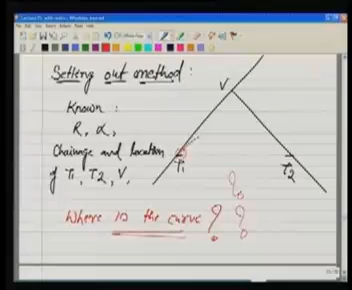 Setting out method:
V
Known:
R, α,
Chainage and location
of T1, T2, V,
T1
T2
Where is the curve ? ?